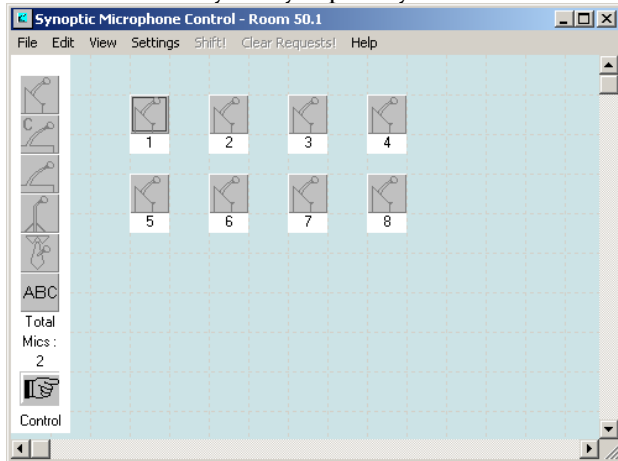 Synoptic Microphone Control - Room 50.1
File Edit View Settings Shift! Clear Requests! Help
C
1 2 3 4
5 6 7 8
ABC
Total
Mics :
2
Control